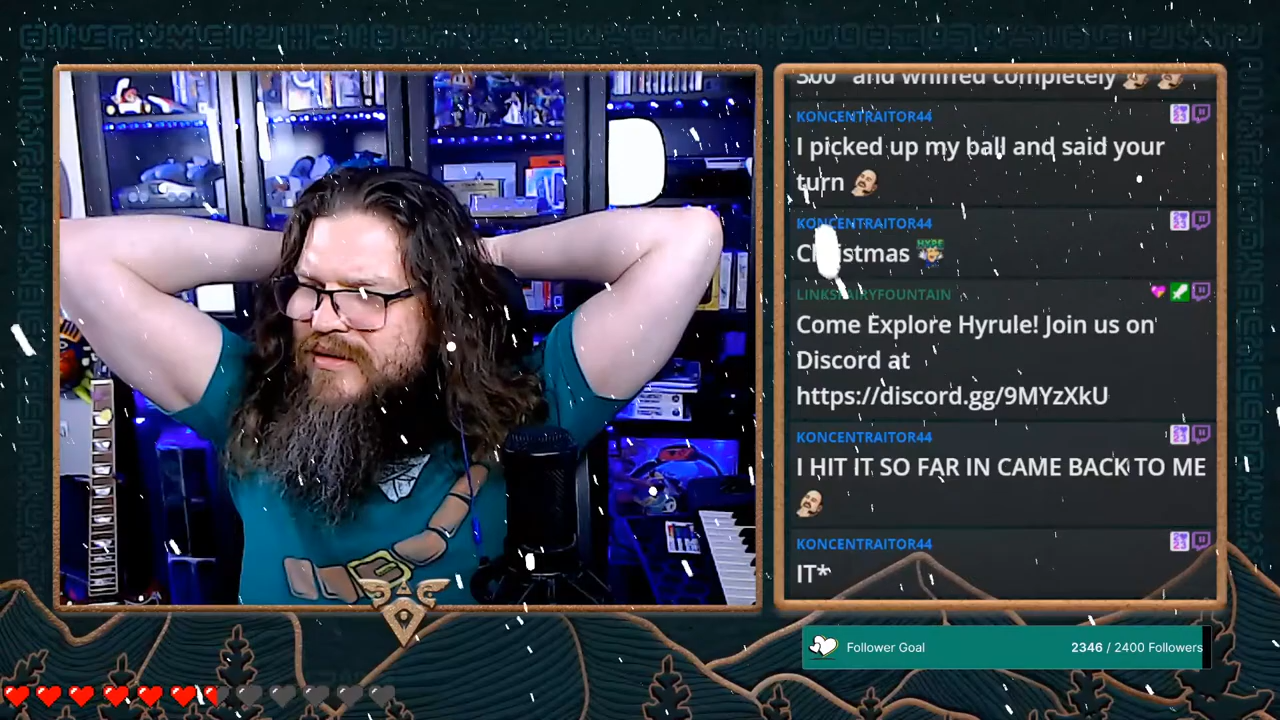 and whiffed completely
KONCENTRAITOR44
I picked up my ball and said your
turn
KONCENTRAITOR44
Christmas
LINKSFAIRYFOUNTAIN
Come Explore Hyrule! Join us on
Discord at
https://discord.gg/9MYzXkU
KONCENTRAITOR44
I HIT IT SO FAR IN CAME BACK TO ME
KONCENTRAITOR44
IT*
Follower Goal
2346 / 2400 Followers